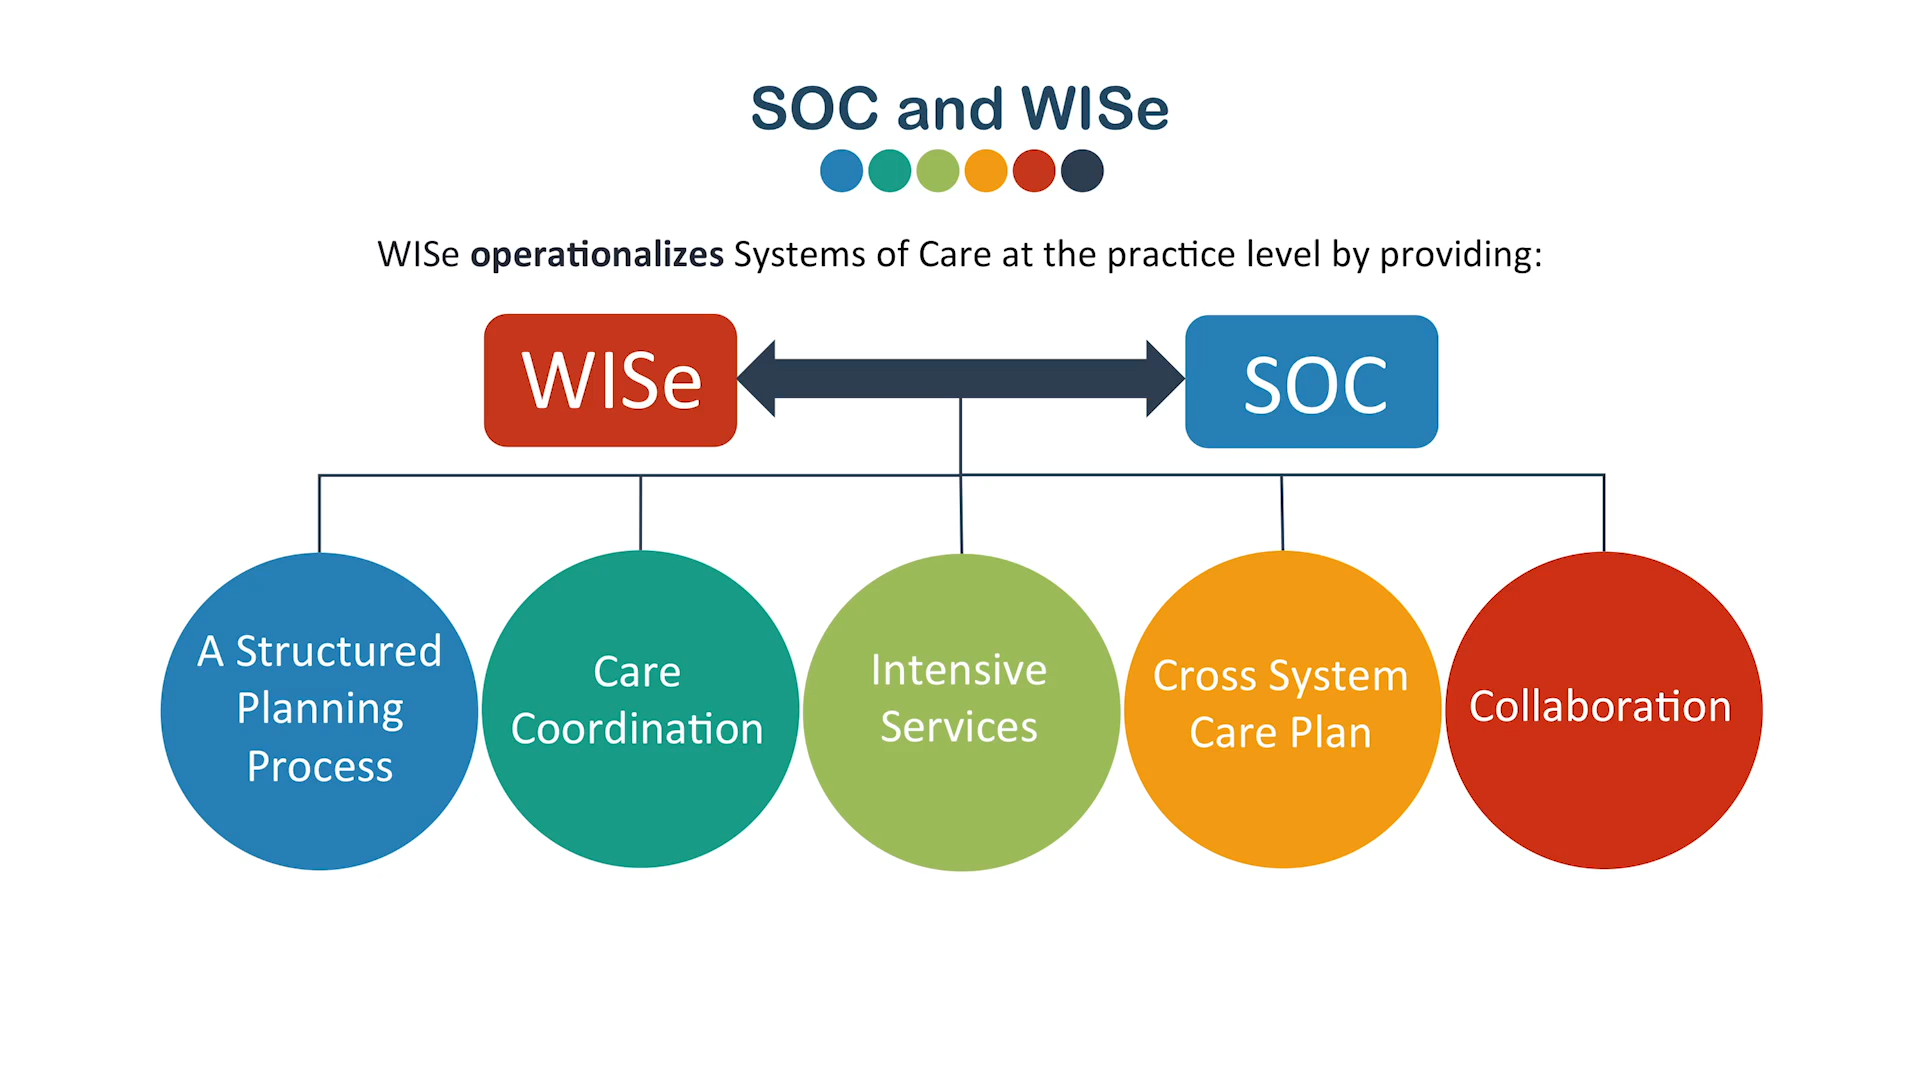 SOC and WISe
WISe operationalizes Systems of Care at the practice level by providing:
WISe
SOC
A Structured
Planning
Process
Care
Coordination
Intensive
Services
Cross System
Care Plan
Collaboration